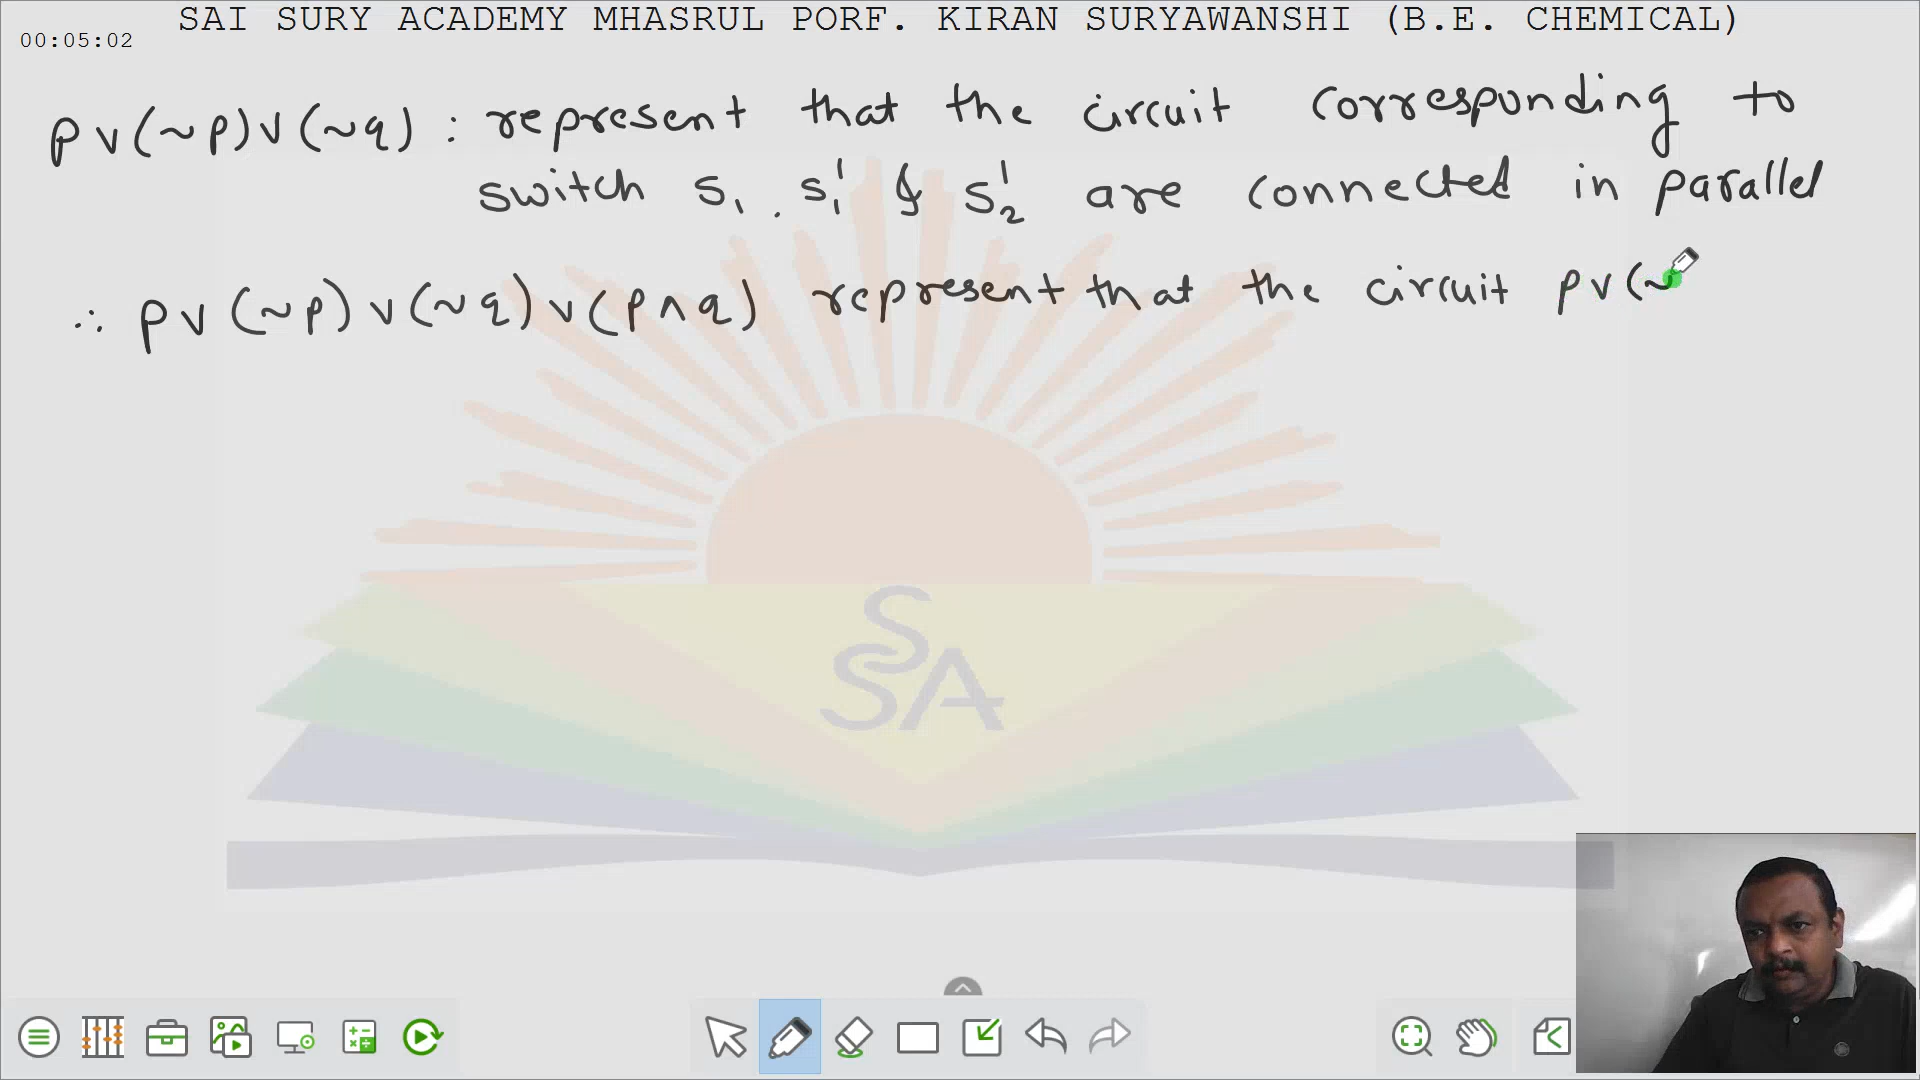 SAI SURY ACADEMY MHASRUL PORF. KIRAN SURYAWANSHI (B.E. CHEMICAL)
00:05:02
p∨(~p)∨(~q) : represent that the circuit corresponding to
switch S₁ . S₁' & S₂' are connected in parallel
∴ p∨(~p)∨(~q)∨(p∧q) represent that the circuit p∨(~
SSA